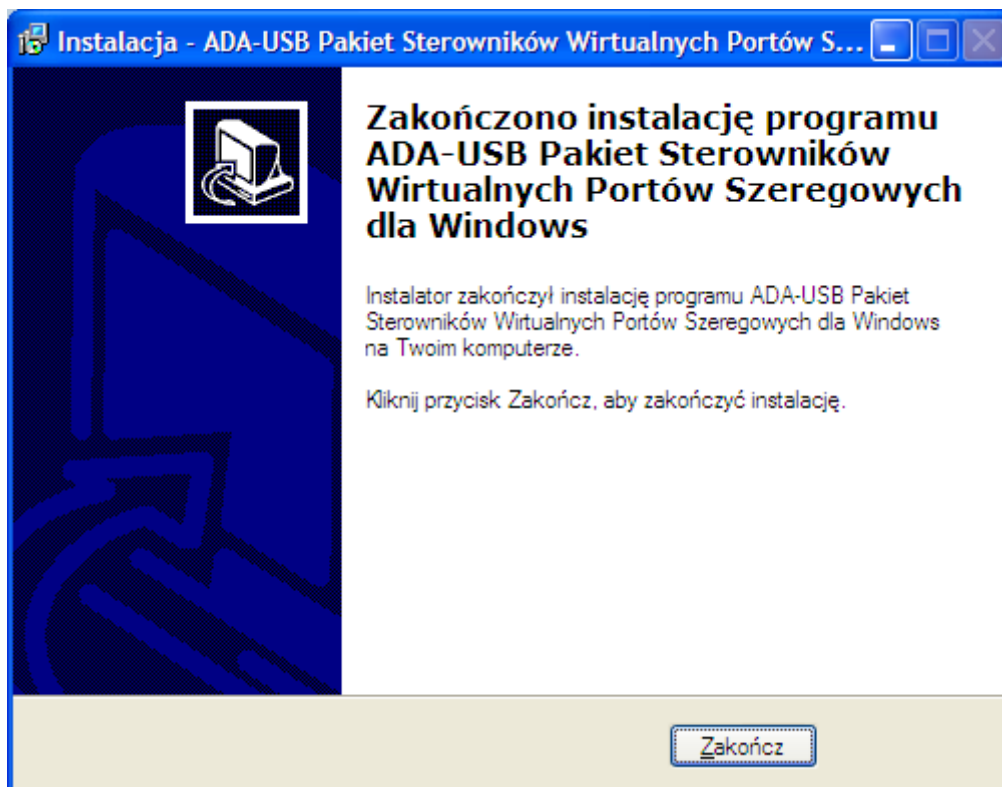 Instalacja - ADA-USB Pakiet Sterowników Wirtualnych Portów S...
Zakończono instalację programu
ADA-USB Pakiet Sterowników
Wirtualnych Portów Szeregowych
dla Windows
Instalator zakończył instalację programu ADA-USB Pakiet
Sterowników Wirtualnych Portów Szeregowych dla Windows
na Twoim komputerze.
Kliknij przycisk Zakończ, aby zakończyć instalację.
Zakończ